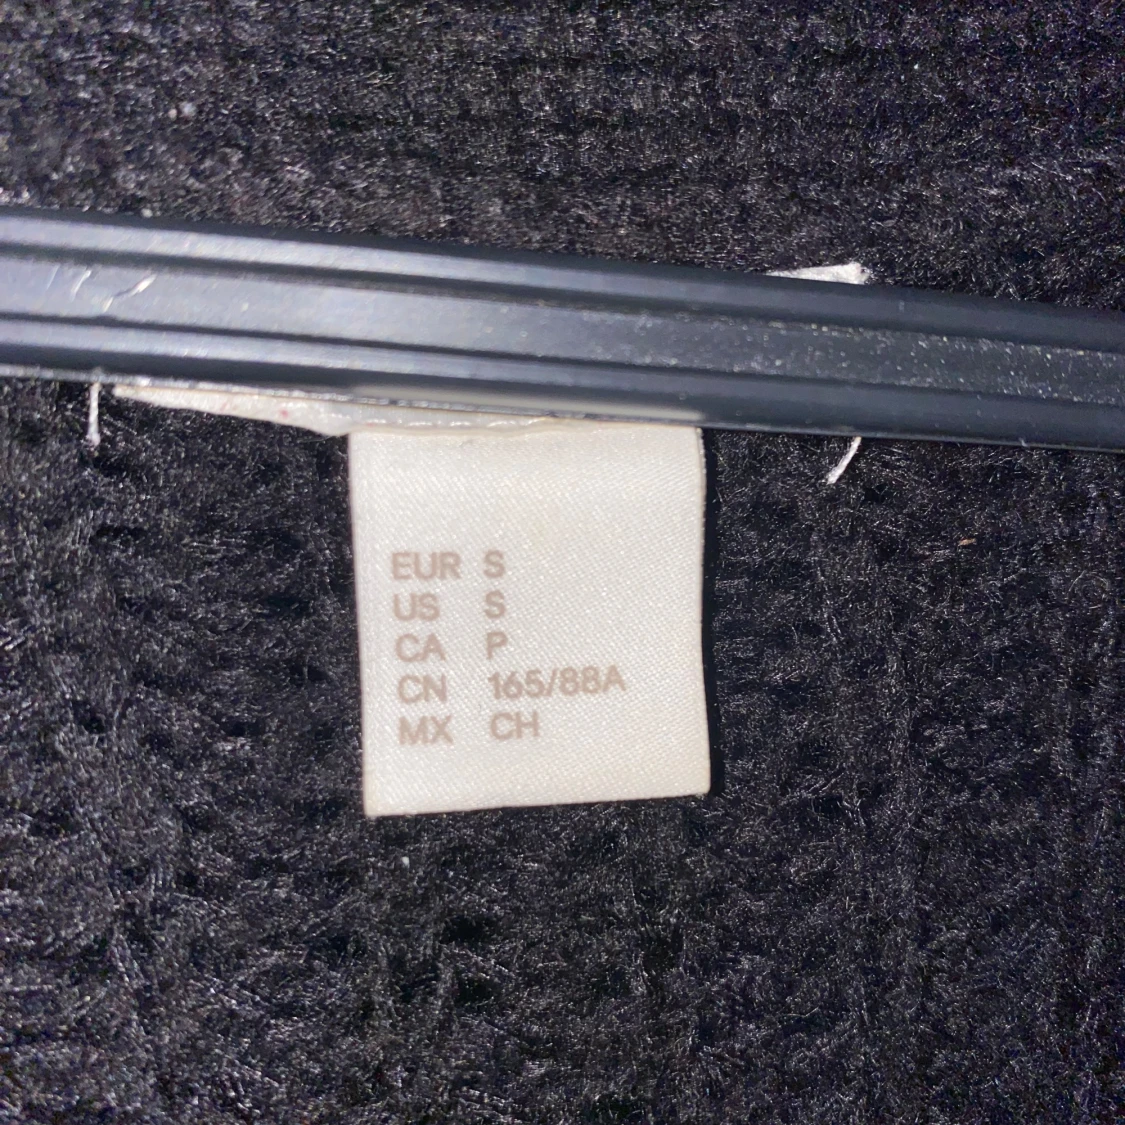 EUR S
US S
CA P
CN 165/88A
MX CH